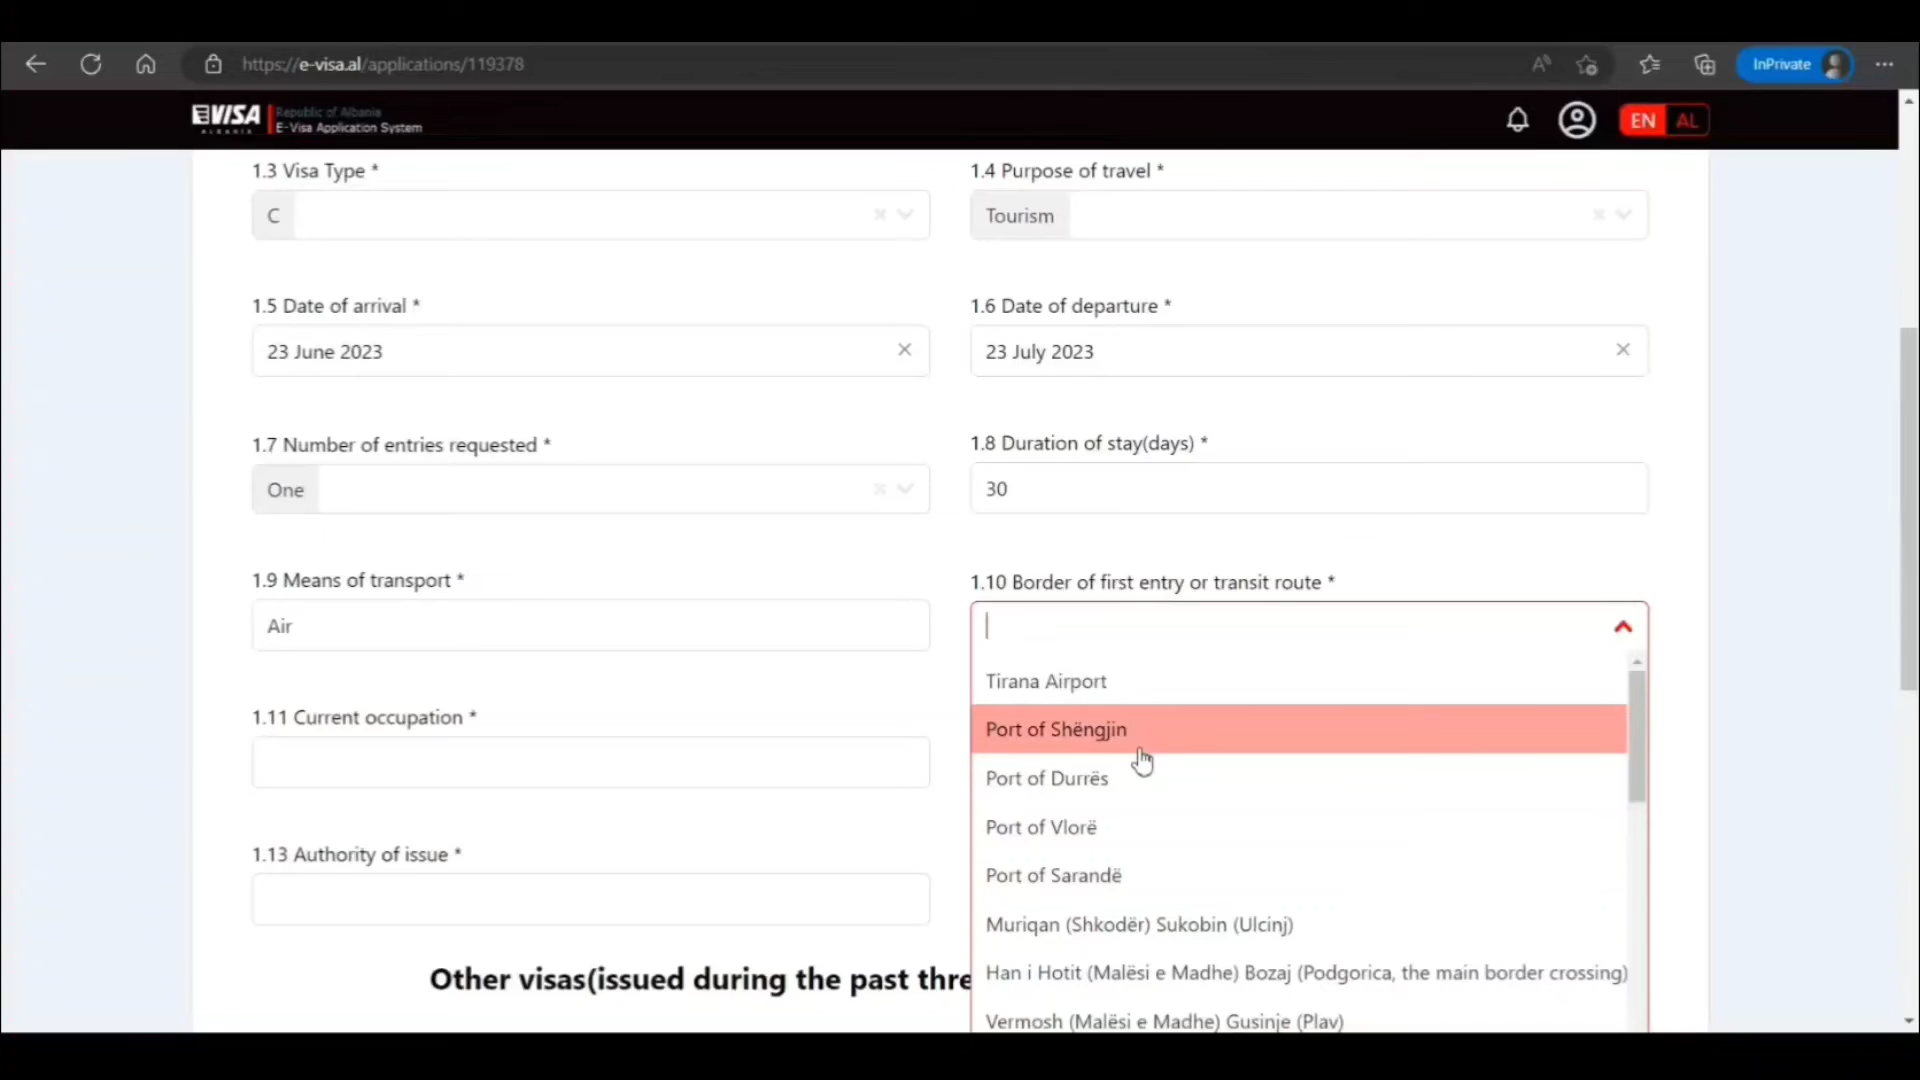 https://e-visa.al/applications/119378
InPrivate
EVISA
ALBANIA
Republic of Albania
E-Visa Application System
EN AL
1.3 Visa Type *
1.4 Purpose of travel *
C
Tourism
1.5 Date of arrival *
1.6 Date of departure *
23 June 2023
23 July 2023
1.7 Number of entries requested *
1.8 Duration of stay(days) *
One
30
1.9 Means of transport *
1.10 Border of first entry or transit route *
Air
Tirana Airport
Port of Shëngjin
1.11 Current occupation *
Port of Durrës
Port of Vlorë
1.13 Authority of issue *
Port of Sarandë
Muriqan (Shkodër) Sukobin (Ulcinj)
Other visas(issued during the past thre
Han i Hotit (Malësi e Madhe) Bozaj (Podgorica, the main border crossing)
Vermosh (Malësi e Madhe) Gusinje (Plav)